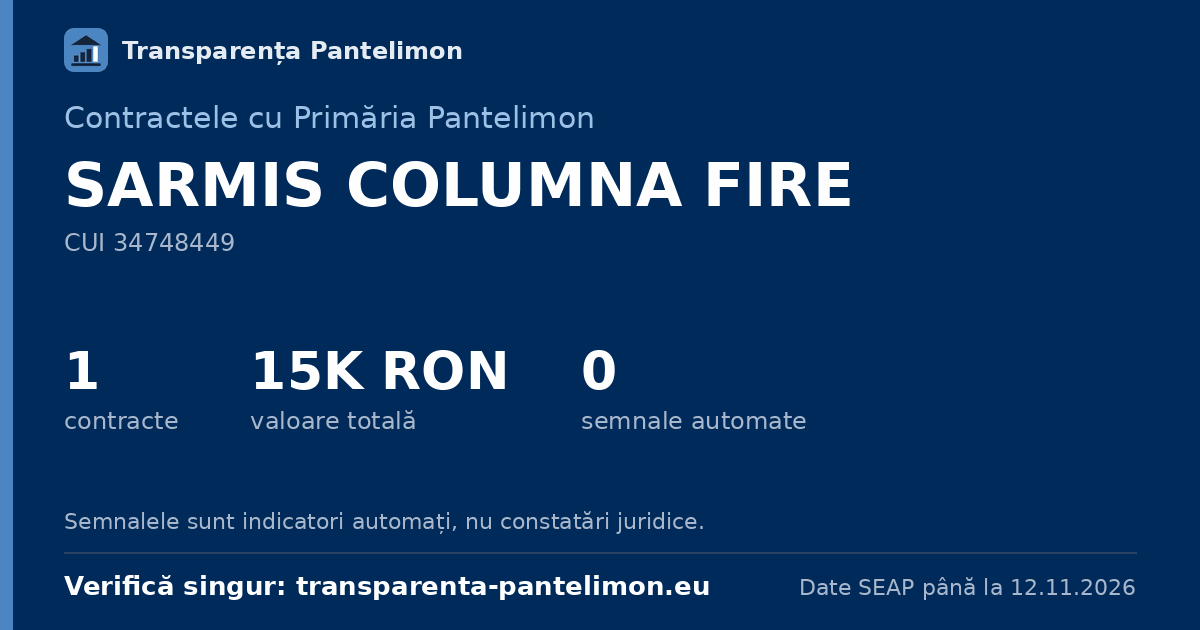 Transparența Pantelimon
Contractele cu Primăria Pantelimon
SARMIS COLUMNA FIRE
CUI 34748449
1
contracte
15K RON
valoare totală
0
semnale automate
Semnalele sunt indicatori automați, nu constatări juridice.
Verifică singur: transparenta-pantelimon.eu
Date SEAP până la 12.11.2026